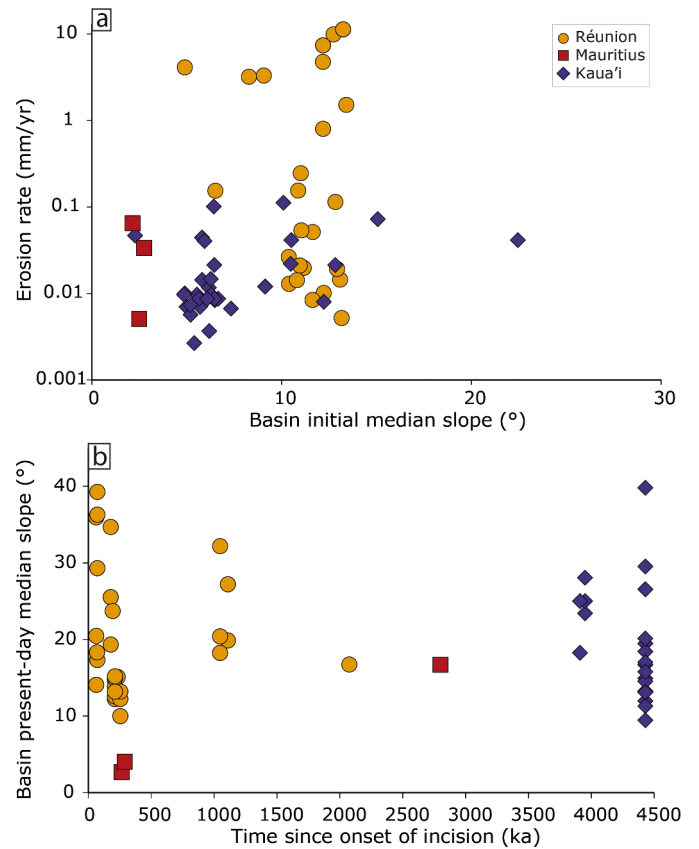 a
Réunion
Mauritius
Kaua'i
10
1
0.1
0.01
0.001
Erosion rate (mm/yr)
0
10
20
30
Basin initial median slope (°)
b
40
30
20
10
0
Basin present-day median slope (°)
0
500
1000
1500
2000
2500
3000
3500
4000
4500
Time since onset of incision (ka)